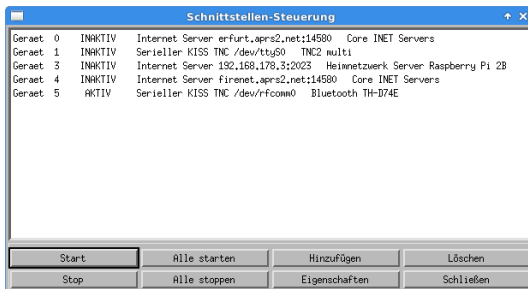 Schnittstellen-Steuerung
Geraet 0 INAKTIV Internet Server erfurt.aprs2.net:14580 Core INET Servers
Geraet 1 INAKTIV Serieller KISS TNC /dev/ttyS0 TNC2 multi
Geraet 3 INAKTIV Internet Server 192.168.178.3:2023 Heimnetzwerk Server Raspberry Pi 2B
Geraet 4 INAKTIV Internet Server firenet.aprs2.net:14580 Core INET Servers
Geraet 5 AKTIV Serieller KISS TNC /dev/rfcomm0 Bluetooth TH-D74E
Start Alle starten Hinzufügen Löschen
Stop Alle stoppen Eigenschaften Schließen